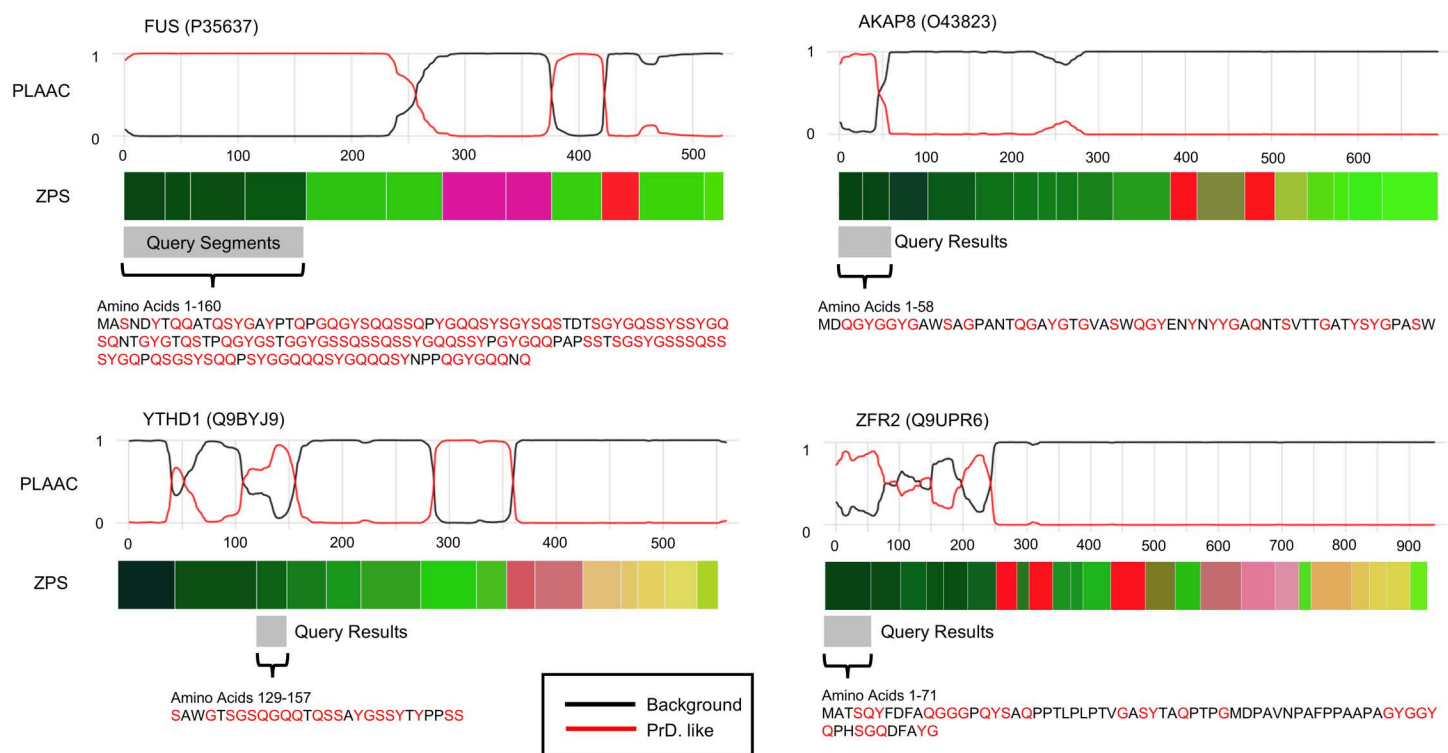 FUS (P35637)
PLAAC
1
0
0 100 200 300 400 500
ZPS
Query Segments
Amino Acids 1-160
MASNDYTQQATQSYGAYPTQPGQGYSQQSSQPYGQQSYSGYSQSTDTSGYGQSSYSSYGQ
SQNTGYGTQSTPQGYGSTGGYGSSQSSQSSYGQQSSYPGYGQQPAPSSTSGSYGSSSQSS
SYGQPQSGSYSQQPSYGGQQQSYGQQQSYNPPQGYGQQNQ
AKAP8 (O43823)
1
0
0 100 200 300 400 500 600
Query Results
Amino Acids 1-58
MDQGYGGYGAWSAGPANTQGAYGTGVASWQGYENYNYYGAQNTSVTTGATYSYGPASW
YTHD1 (Q9BYJ9)
PLAAC
1
0
0 100 200 300 400 500
ZPS
Query Results
Amino Acids 129-157
SAWGTSGSQGQQTQSSAYGSSYTYPPSS
ZFR2 (Q9UPR6)
1
0
0 100 200 300 400 500 600 700 800 900
Query Results
Amino Acids 1-71
MATSQYFDFAQGGGPQYSAQPPTLPLPTVGASYTAQPTPGMDPAVNPAFPPAAPAGYGGY
QPHSGQDFAYG
Background
PrD. like